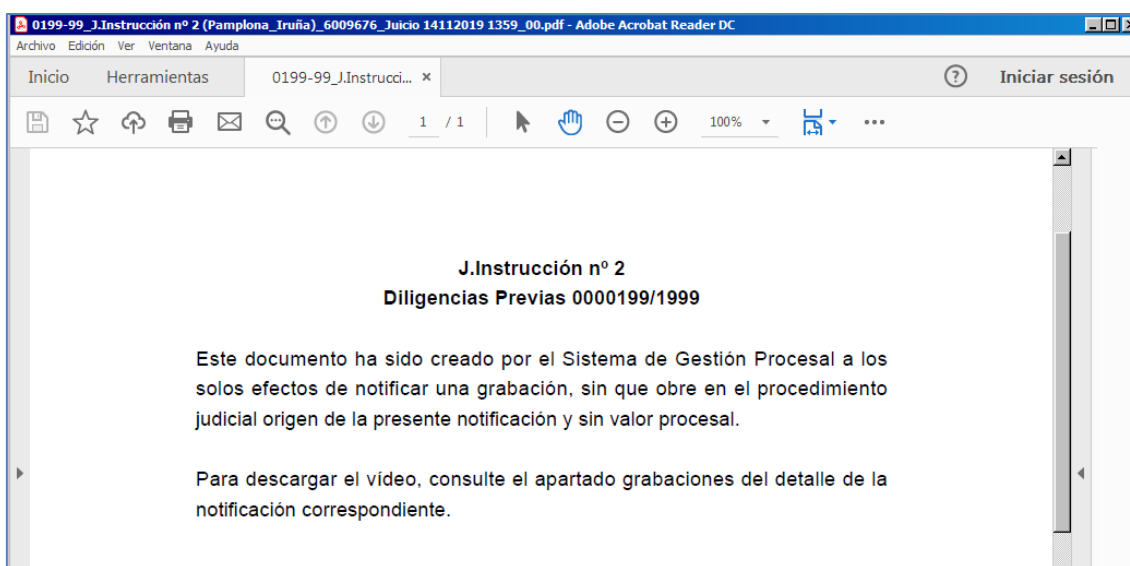 0199-99_J.Instrucción nº 2 (Pamplona_Iruña)_6009676_Juicio 14112019 1359_00.pdf - Adobe Acrobat Reader DC
Archivo Edición Ver Ventana Ayuda
Inicio Herramientas 0199-99_J.Instrucci... × ? Iniciar sesión
1 / 1 100%
J.Instrucción nº 2
Diligencias Previas 0000199/1999
Este documento ha sido creado por el Sistema de Gestión Procesal a los
solos efectos de notificar una grabación, sin que obre en el procedimiento
judicial origen de la presente notificación y sin valor procesal.
Para descargar el vídeo, consulte el apartado grabaciones del detalle de la
notificación correspondiente.